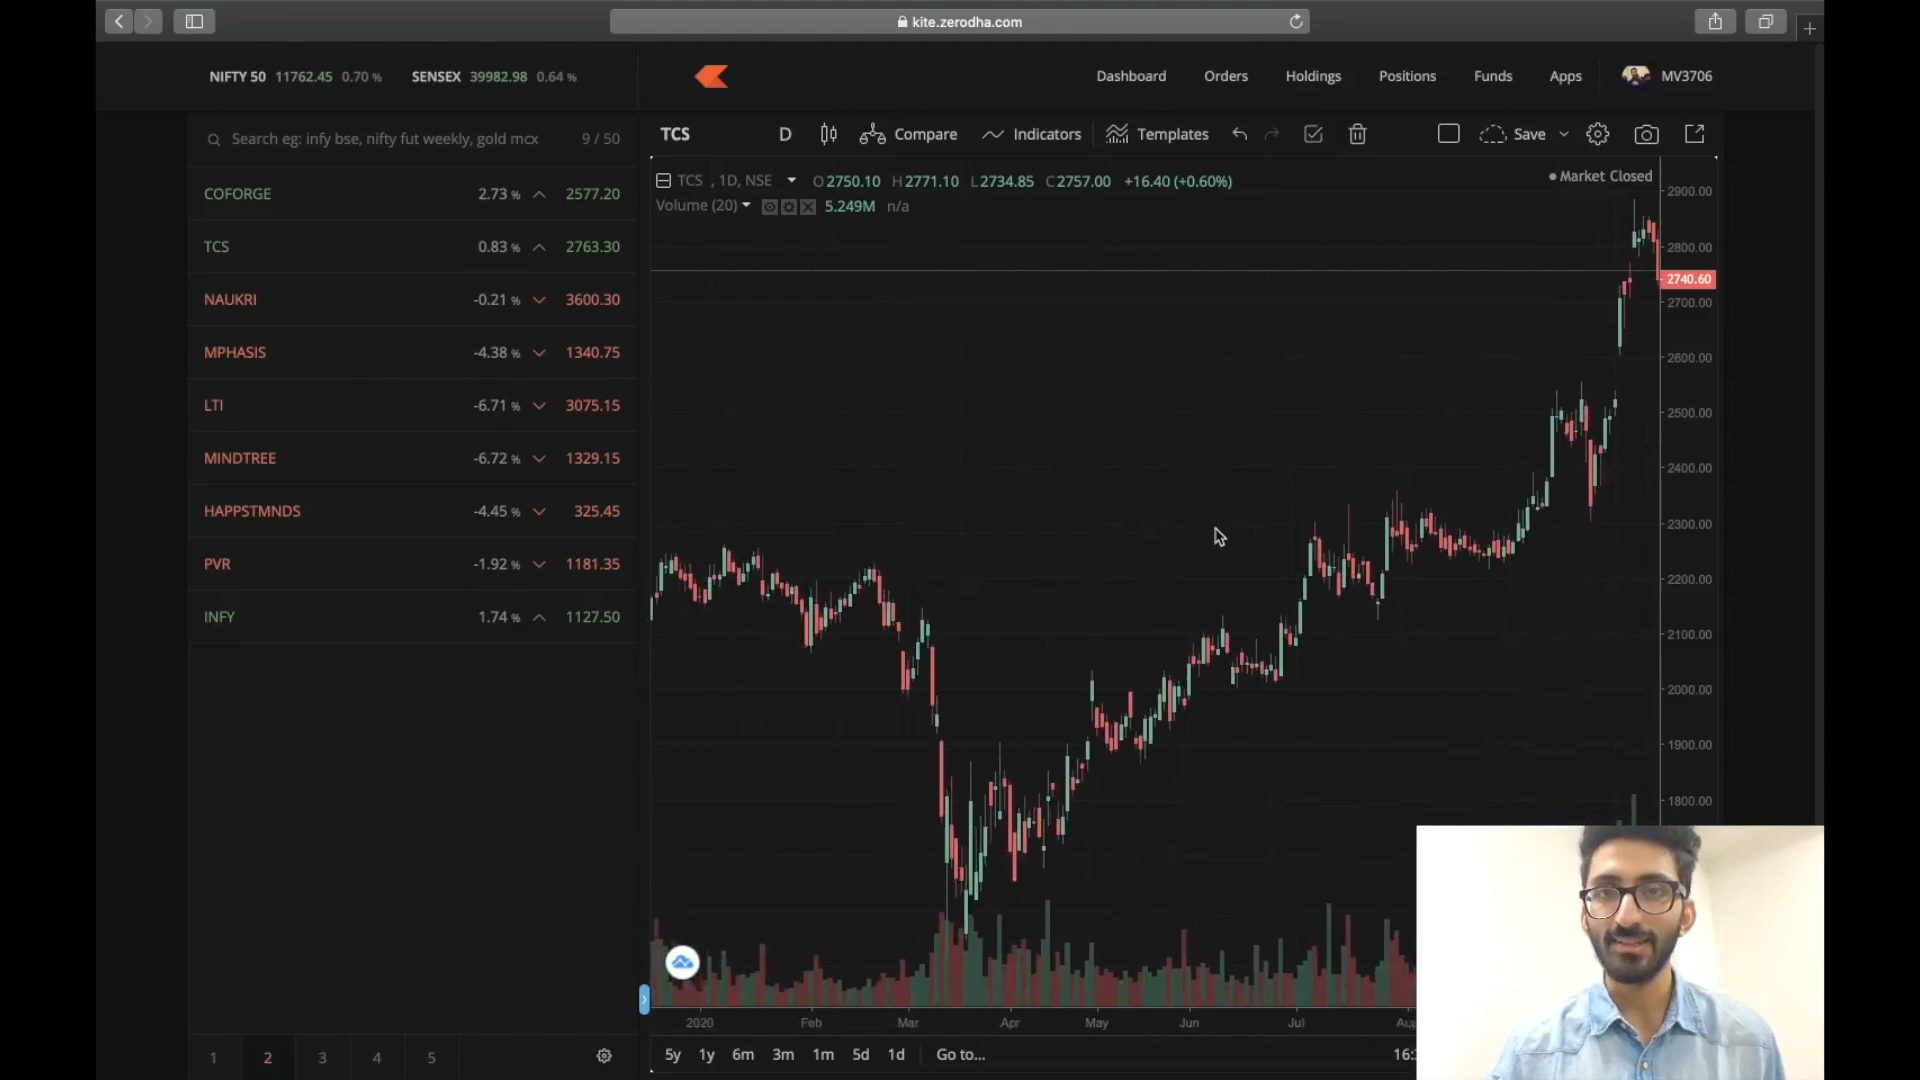 kite.zerodha.com
NIFTY 50 11762.45 0.70 % SENSEX 39982.98 0.64 %
Dashboard Orders Holdings Positions Funds Apps MV3706
Search eg: infy bse, nifty fut weekly, gold mcx 9 / 50
TCS D Compare Indicators Templates Save
COFORGE 2.73 % 2577.20
TCS 0.83 % 2763.30
NAUKRI -0.21 % 3600.30
MPHASIS -4.38 % 1340.75
LTI -6.71 % 3075.15
MINDTREE -6.72 % 1329.15
HAPPSTMNDS -4.45 % 325.45
PVR -1.92 % 1181.35
INFY 1.74 % 1127.50
1 2 3 4 5
TCS , 1D, NSE O2750.10 H2771.10 L2734.85 C2757.00 +16.40 (+0.60%)
Market Closed
Volume (20) 5.249M n/a
2900.00
2800.00
2740.60
2700.00
2600.00
2500.00
2400.00
2300.00
2200.00
2100.00
2000.00
1900.00
1800.00
2020 Feb Mar Apr May Jun Jul
5y 1y 6m 3m 1m 5d 1d Go to...